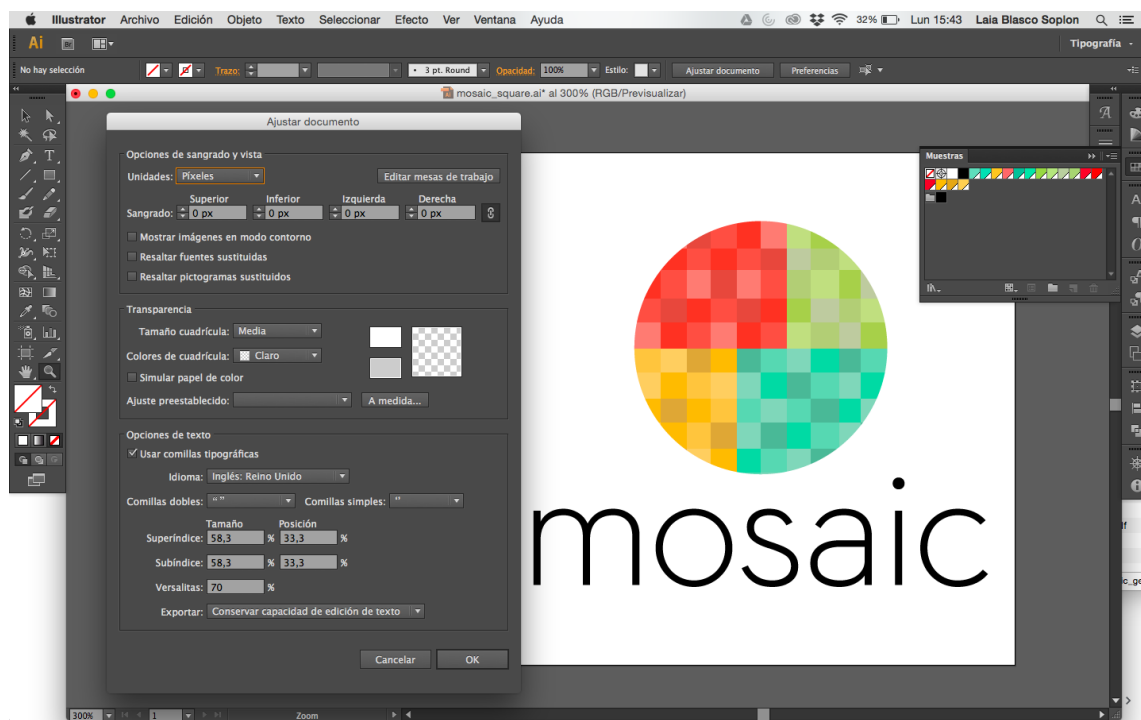 Illustrator Archivo Edición Objeto Texto Seleccionar Efecto Ver Ventana Ayuda 32% Lun 15:43 Laia Blasco Soplon
Ai Br Tipografía
No hay selección Trazo: 3 pt. Round Opacidad: 100% Estilo: Ajustar documento Preferencias
mosaic_square.ai* al 300% (RGB/Previsualizar)
Ajustar documento
Opciones de sangrado y vista
Unidades: Píxeles Editar mesas de trabajo
Superior Inferior Izquierda Derecha
Sangrado: 0 px 0 px 0 px 0 px
Mostrar imágenes en modo contorno
Resaltar fuentes sustituidas
Resaltar pictogramas sustituidos
Transparencia
Tamaño cuadrícula: Media
Colores de cuadrícula: Claro
Simular papel de color
Ajuste preestablecido: A medida...
Opciones de texto
Usar comillas tipográficas
Idioma: Inglés: Reino Unido
Comillas dobles: “ ” Comillas simples: ‘ ’
Tamaño Posición
Superíndice: 58,3 % 33,3 %
Subíndice: 58,3 % 33,3 %
Versalitas: 70 %
Exportar: Conservar capacidad de edición de texto
Cancelar OK
Muestras
mosaic
300% 1 Zoom